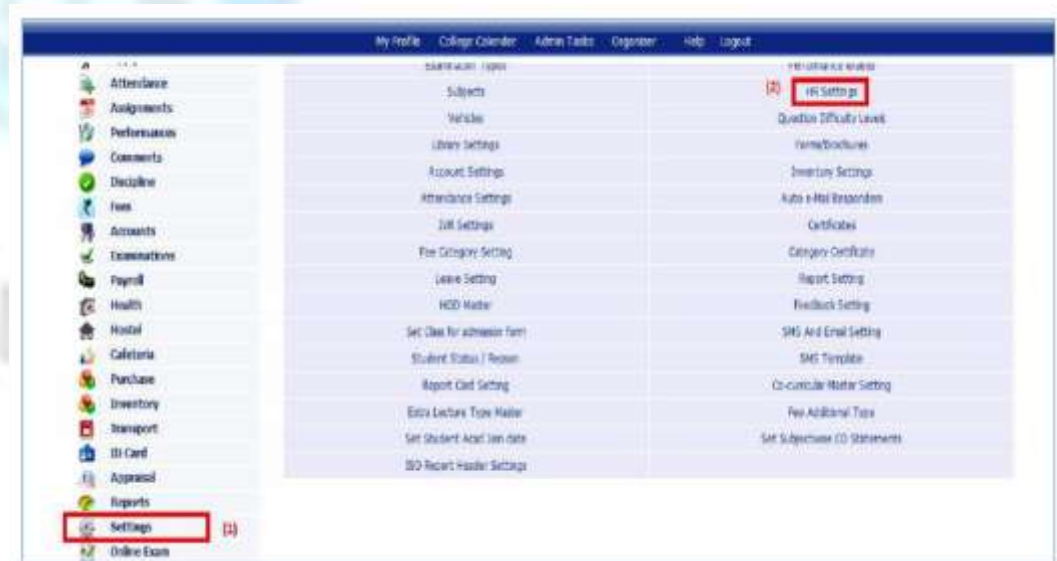 My Profile College Calender Admin Tasks Organizer Help Logout
Examination Types
Attendance
Assignments
Performances
Comments
Discipline
Fees
Accounts
Examinations
Payroll
Health
Hostel
Cafeteria
Purchase
Inventory
Transport
ID Card
Appraisal
Reports
Settings (1)
Online Exam
Subjects (2) HR Settings
Vehicles Question Difficulty Levels
Library Settings Forms/Brochures
Account Settings Inventory Settings
Attendance Settings Auto e-Mail Responders
Settings Certificates
Fee Category Setting Category Certificate
Leave Setting Report Setting
HOD Master Feedback Setting
Set Class for admission form SMS And Email Setting
Student Status / Reason SMS Template
Report Card Setting Co-curricular Master Setting
Extra Lecture Type Master Fee Additional Type
Set Student Acad Join date Set Subjectwise CO Statements
ISO Report Header Settings